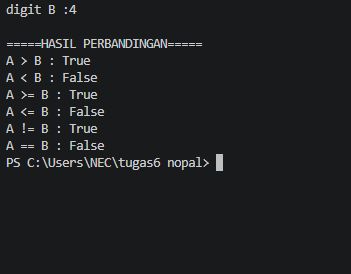 digit B :4
=====HASIL PERBANDINGAN=====
A > B : True
A < B : False
A >= B : True
A <= B : False
A != B : True
A == B : False
PS C:\Users\NEC\tugas6 nopal>